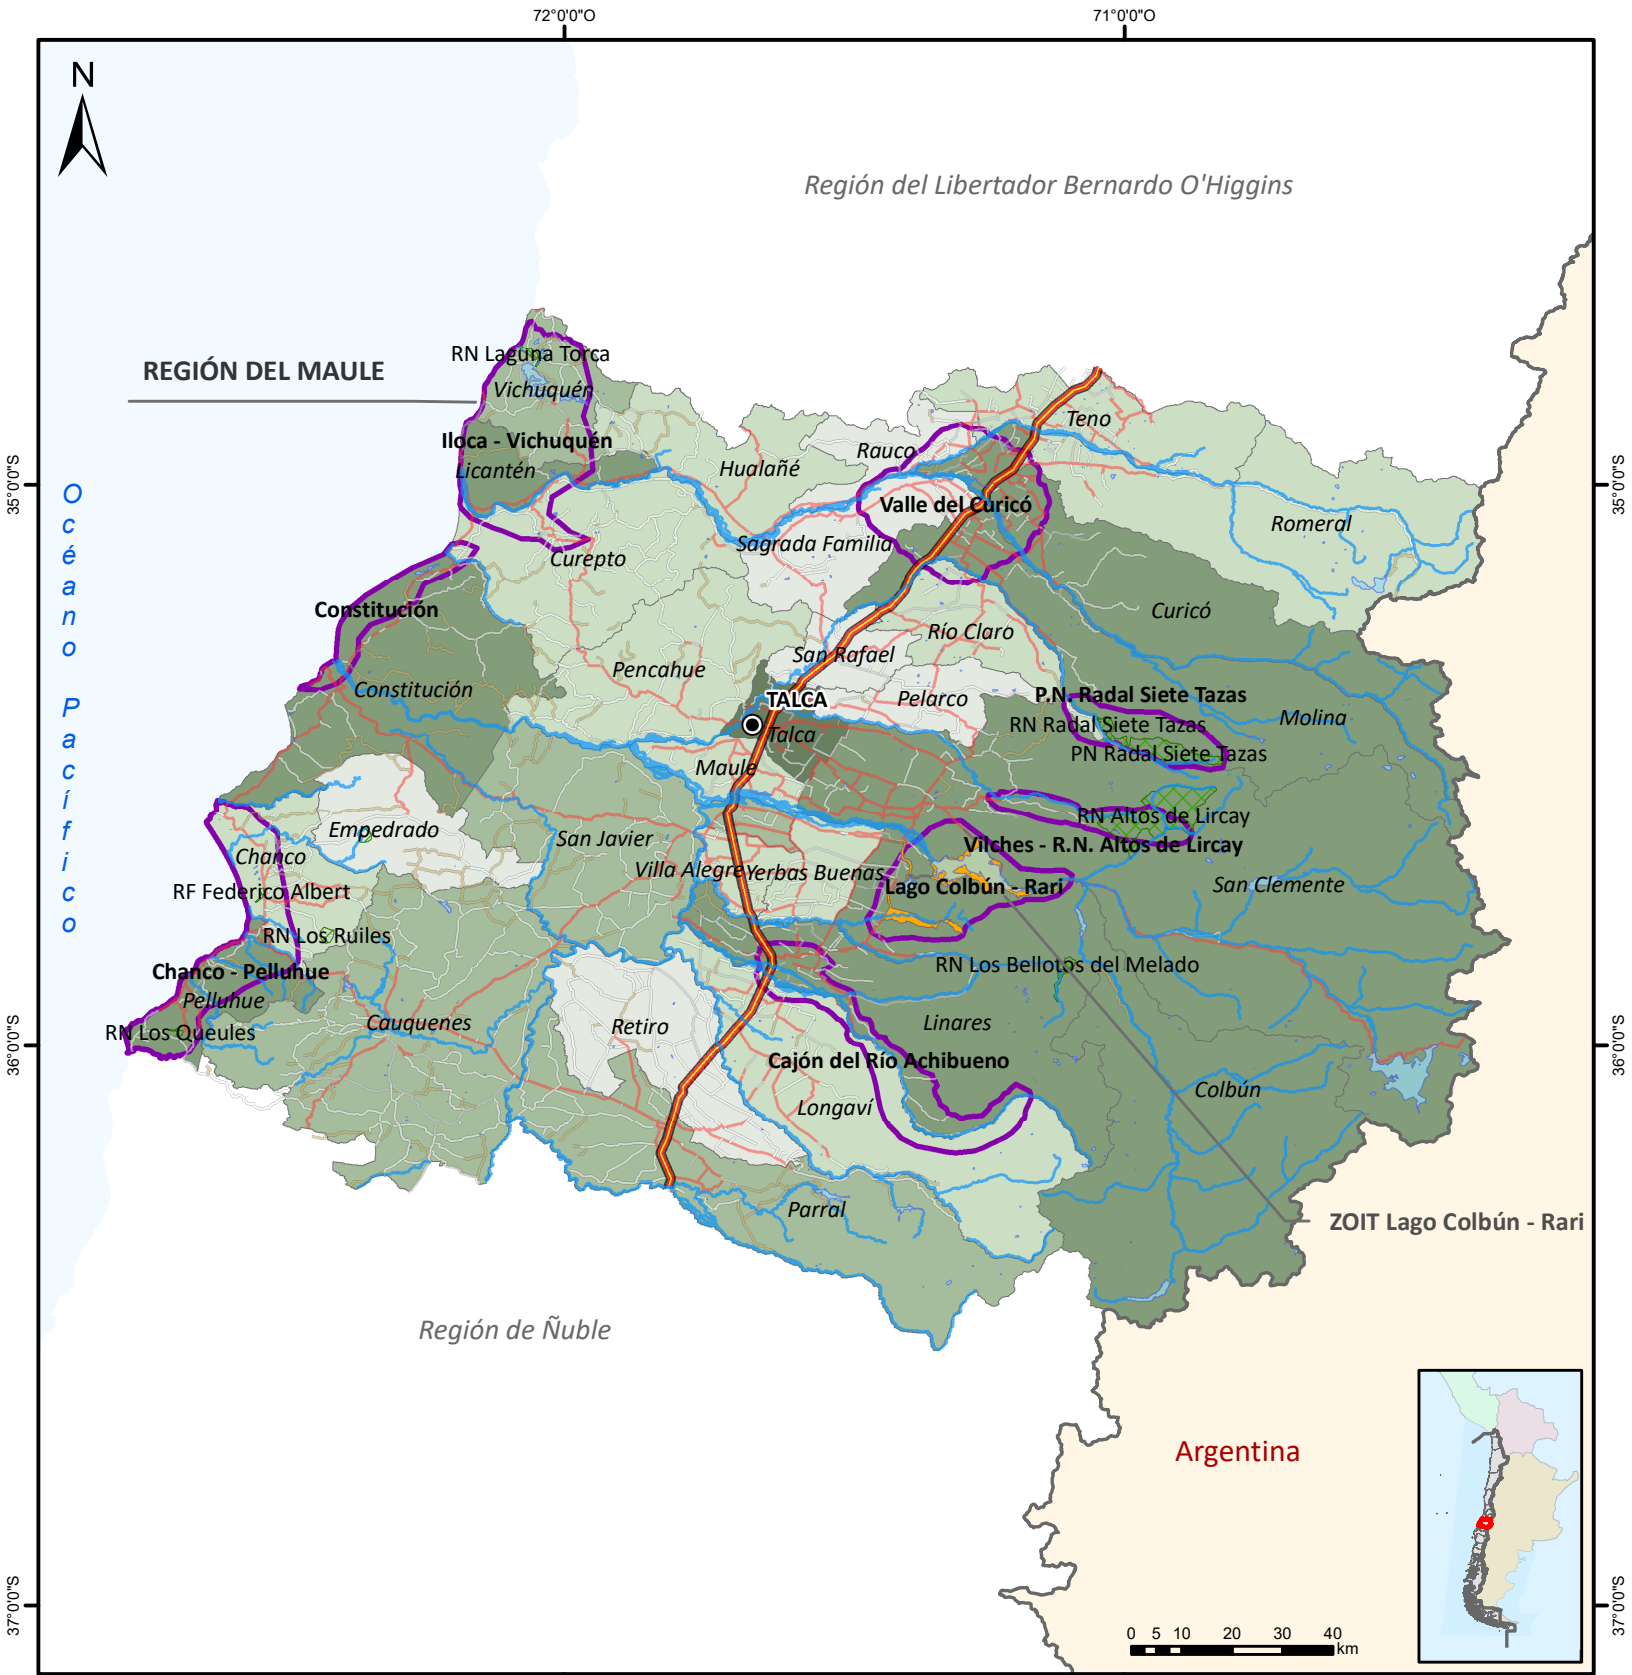 72°0'0"O
71°0'0"O
N
Región del Libertador Bernardo O'Higgins
REGIÓN DEL MAULE
RN Laguna Torca
Vichuquén
Iloca - Vichuquén
Licantén
Teno
Rauco
Hualañé
35°0'0"S
35°0'0"S
Océano Pacífico
Valle del Curicó
Romeral
Sagrada Familia
Curepto
Constitución
Curicó
Río Claro
San Rafael
Pencahue
Constitución
P.N. Radal Siete Tazas
Pelarco
TALCA
Molina
RN Radal Siete Tazas
Talca
PN Radal Siete Tazas
Maule
RN Altos de Lircay
Empedrado
San Javier
Vilches - R.N. Altos de Lircay
Chanco
Villa Alegre
Yerbas Buenas
Lago Colbún - Rari
San Clemente
RF Federico Albert
RN Los Ruiles
RN Los Bellotos del Melado
Chanco - Pelluhue
Pelluhue
Cauquenes
Retiro
Linares
RN Los Queules
36°0'0"S
36°0'0"S
Cajón del Río Achibueno
Colbún
Longaví
Parral
ZOIT Lago Colbún - Rari
Región de Ñuble
Argentina
37°0'0"S
37°0'0"S
0 5 10 20 30 40
km